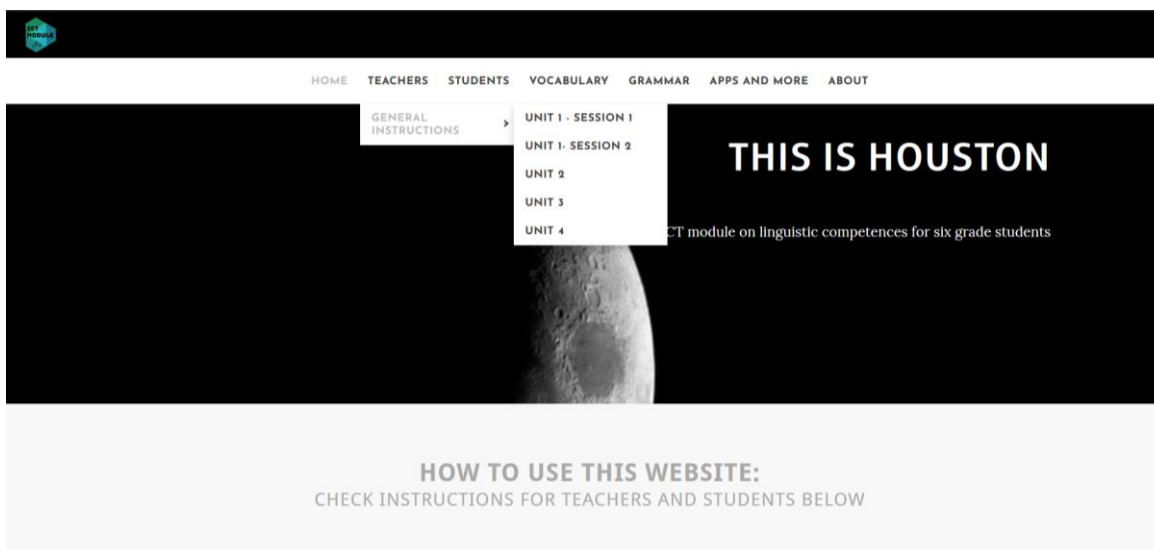 ICT
MODULE
HOME TEACHERS STUDENTS VOCABULARY GRAMMAR APPS AND MORE ABOUT
GENERAL
INSTRUCTIONS
UNIT 1 - SESSION 1
UNIT 1- SESSION 2
UNIT 2
UNIT 3
UNIT 4
THIS IS HOUSTON
CT module on linguistic competences for six grade students
HOW TO USE THIS WEBSITE:
CHECK INSTRUCTIONS FOR TEACHERS AND STUDENTS BELOW